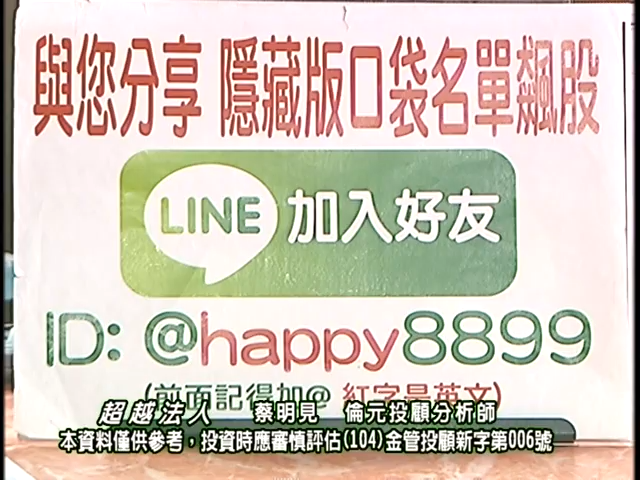 與您分享 隱藏版口袋名單飆股
LINE 加入好友
ID: @happy8899
(前面記得加@ 紅字是英文)
超越法人 蔡明見 倫元投顧分析師
本資料僅供參考，投資時應審慎評估(104)金管投顧新字第006號